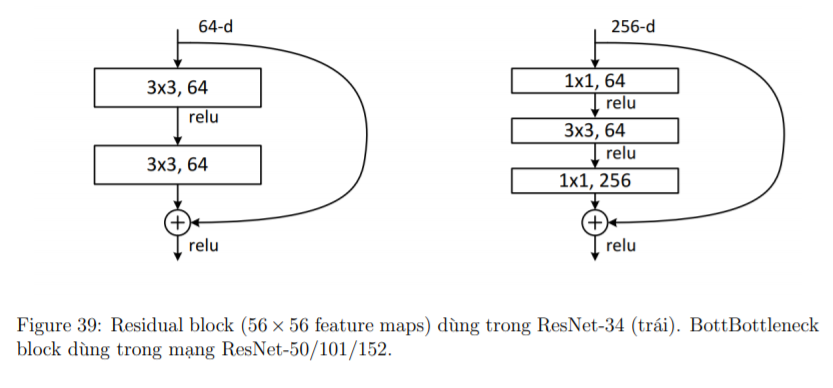 64-d
3x3, 64
relu
3x3, 64
+
relu
256-d
1x1, 64
relu
3x3, 64
relu
1x1, 256
+
relu
Figure 39: Residual block (56 × 56 feature maps) dùng trong ResNet-34 (trái). BottBottleneck
block dùng trong mạng ResNet-50/101/152.